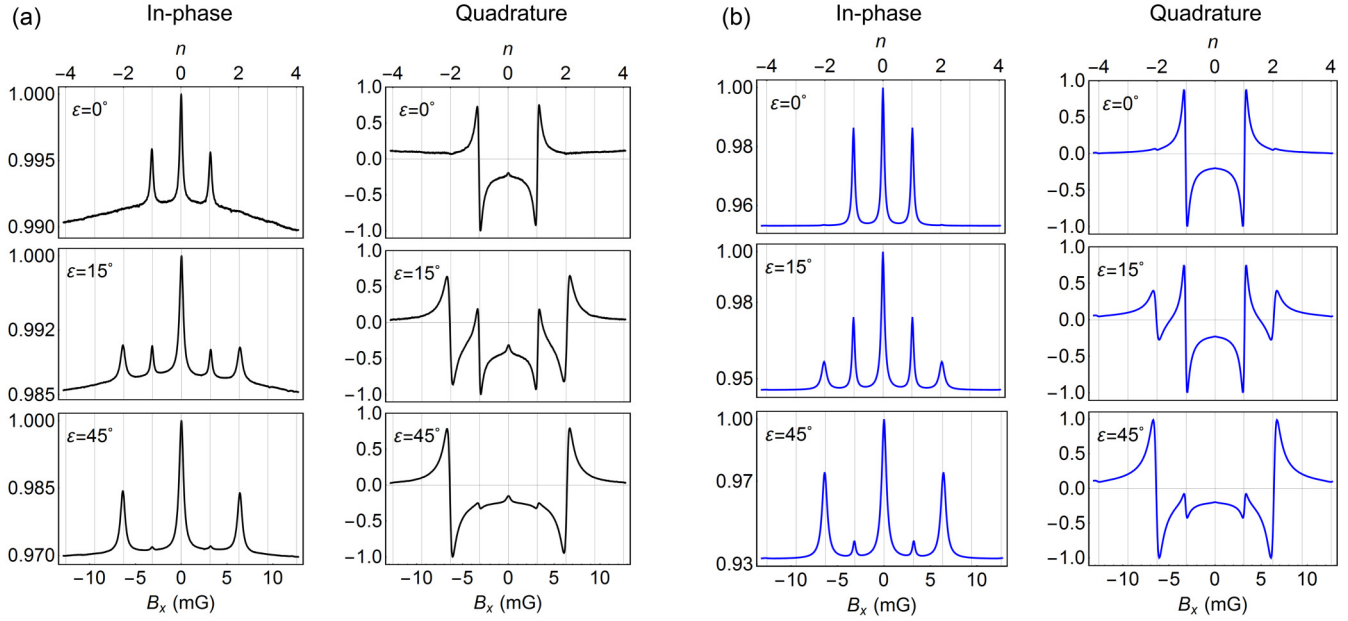 (a) In-phase Quadrature
n n
−4 −2 0 2 4 −4 −2 0 2 4
ε=0° ε=0°
1.000 1.0
0.995 0.5
0.990 0.0
−0.5
−1.0
ε=15° ε=15°
1.000 1.0
0.992 0.5
0.985 0.0
−0.5
−1.0
ε=45° ε=45°
1.000 1.0
0.985 0.5
0.970 0.0
−0.5
−1.0
−10 −5 0 5 10 −10 −5 0 5 10
Bx (mG) Bx (mG)
(b) In-phase Quadrature
n n
−4 −2 0 2 4 −4 −2 0 2 4
ε=0° ε=0°
1.00 1.0
0.98 0.5
0.96 0.0
−0.5
−1.0
ε=15° ε=15°
1.00 1.0
0.98 0.5
0.95 0.0
−0.5
−1.0
ε=45° ε=45°
1.00 1.0
0.97 0.5
0.93 0.0
−0.5
−1.0
−10 −5 0 5 10 −10 −5 0 5 10
Bx (mG) Bx (mG)